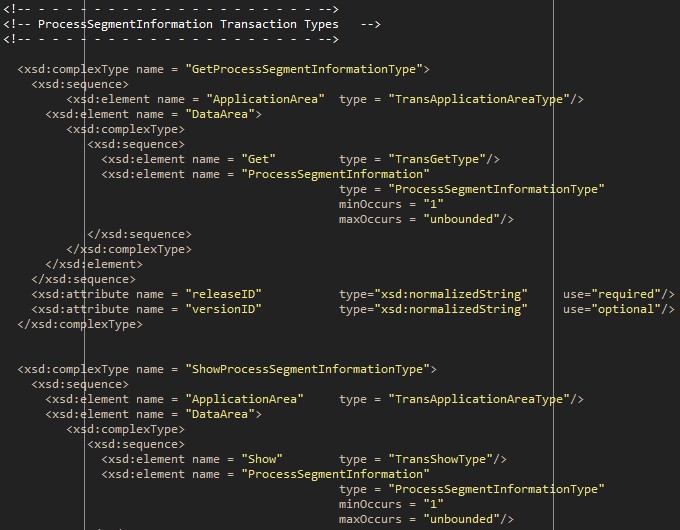 <!-- - - - - - - - - - - - - - - - - - - - - - -->
<!-- ProcessSegmentInformation Transaction Types   -->
<!-- - - - - - - - - - - - - - - - - - - - - - -->
<xsd:complexType name = "GetProcessSegmentInformationType">
<xsd:sequence>
<xsd:element name = "ApplicationArea"  type = "TransApplicationAreaType"/>
<xsd:element name = "DataArea">
<xsd:complexType>
<xsd:sequence>
<xsd:element name = "Get"         type = "TransGetType"/>
<xsd:element name = "ProcessSegmentInformation"
type = "ProcessSegmentInformationType"
minOccurs = "1"
maxOccurs = "unbounded"/>
</xsd:sequence>
</xsd:complexType>
</xsd:element>
</xsd:sequence>
<xsd:attribute name = "releaseID"           type="xsd:normalizedString"     use="required"/>
<xsd:attribute name = "versionID"           type="xsd:normalizedString"     use="optional"/>
</xsd:complexType>
<xsd:complexType name = "ShowProcessSegmentInformationType">
<xsd:sequence>
<xsd:element name = "ApplicationArea"     type = "TransApplicationAreaType"/>
<xsd:element name = "DataArea">
<xsd:complexType>
<xsd:sequence>
<xsd:element name = "Show"        type = "TransShowType"/>
<xsd:element name = "ProcessSegmentInformation"
type = "ProcessSegmentInformationType"
minOccurs = "1"
maxOccurs = "unbounded"/>